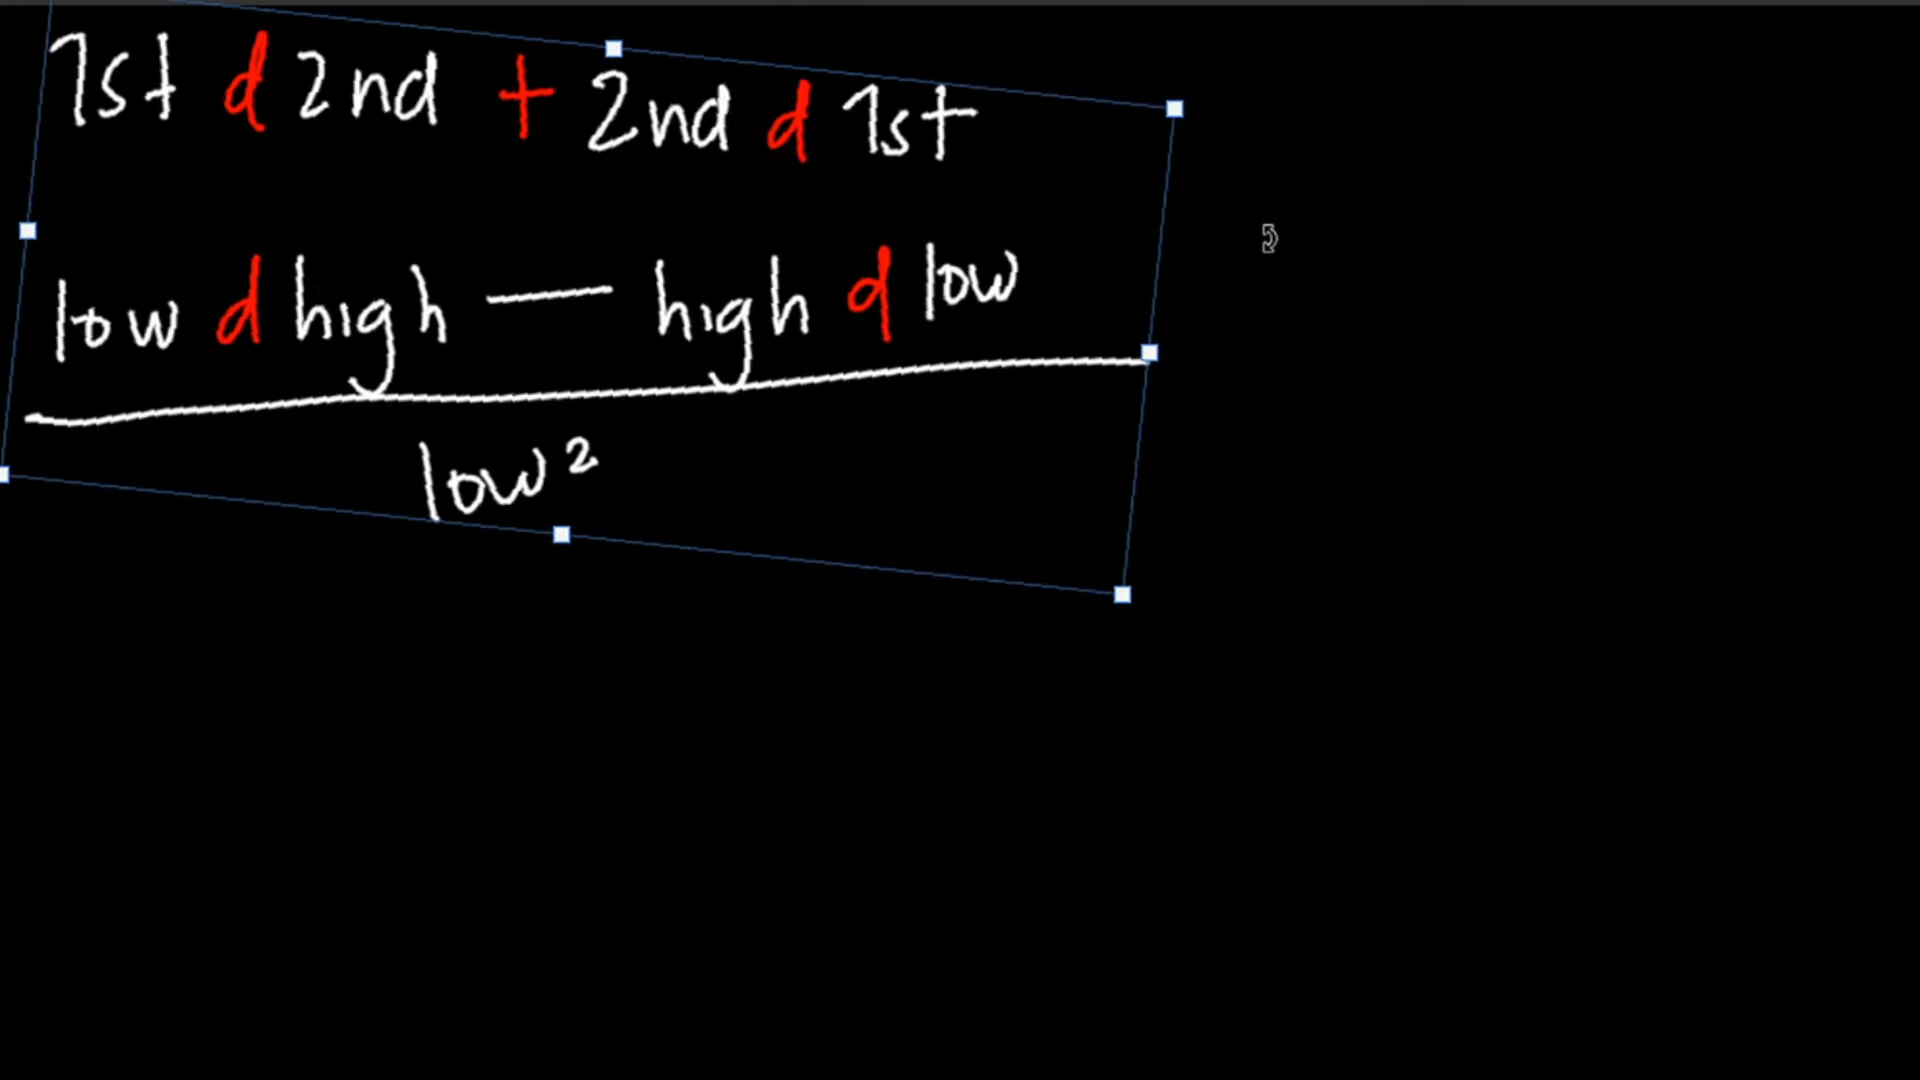 1st d 2nd + 2nd d 1st
low d high — high d low
low²